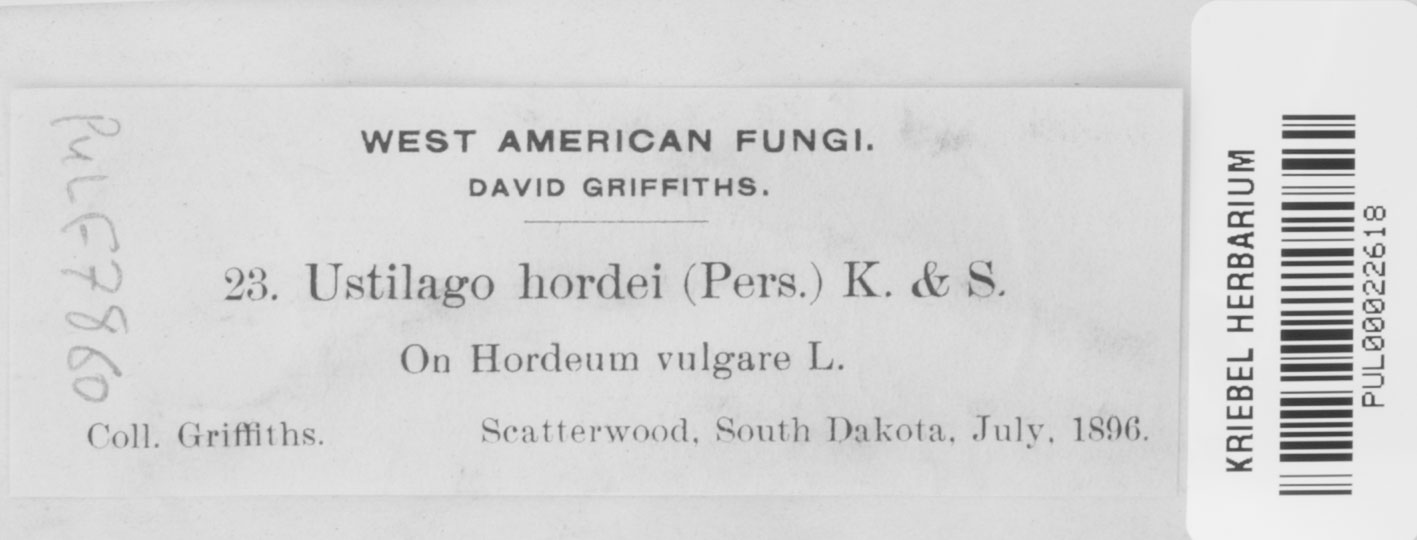 WEST AMERICAN FUNGI.
DAVID GRIFFITHS.
23. Ustilago hordei (Pers.) K. & S.
On Hordeum vulgare L.
Coll. Griffiths. Scatterwood, South Dakota, July, 1896.
PUL F7860
KRIEBEL HERBARIUM
PUL00022618